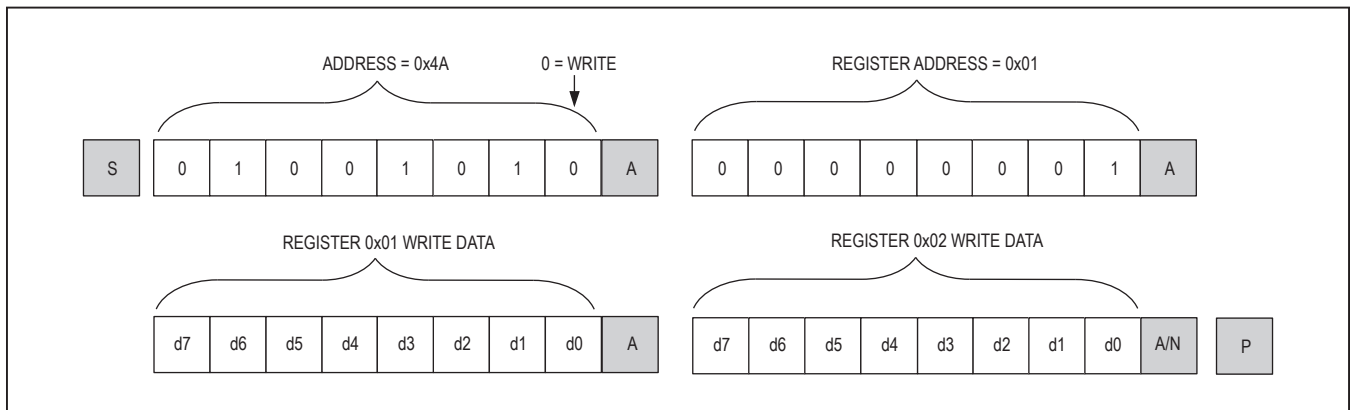 ADDRESS = 0x4A 0 = WRITE REGISTER ADDRESS = 0x01
S 0 1 0 0 1 0 1 0 A 0 0 0 0 0 0 0 1 A
REGISTER 0x01 WRITE DATA REGISTER 0x02 WRITE DATA
d7 d6 d5 d4 d3 d2 d1 d0 A d7 d6 d5 d4 d3 d2 d1 d0 A/N P